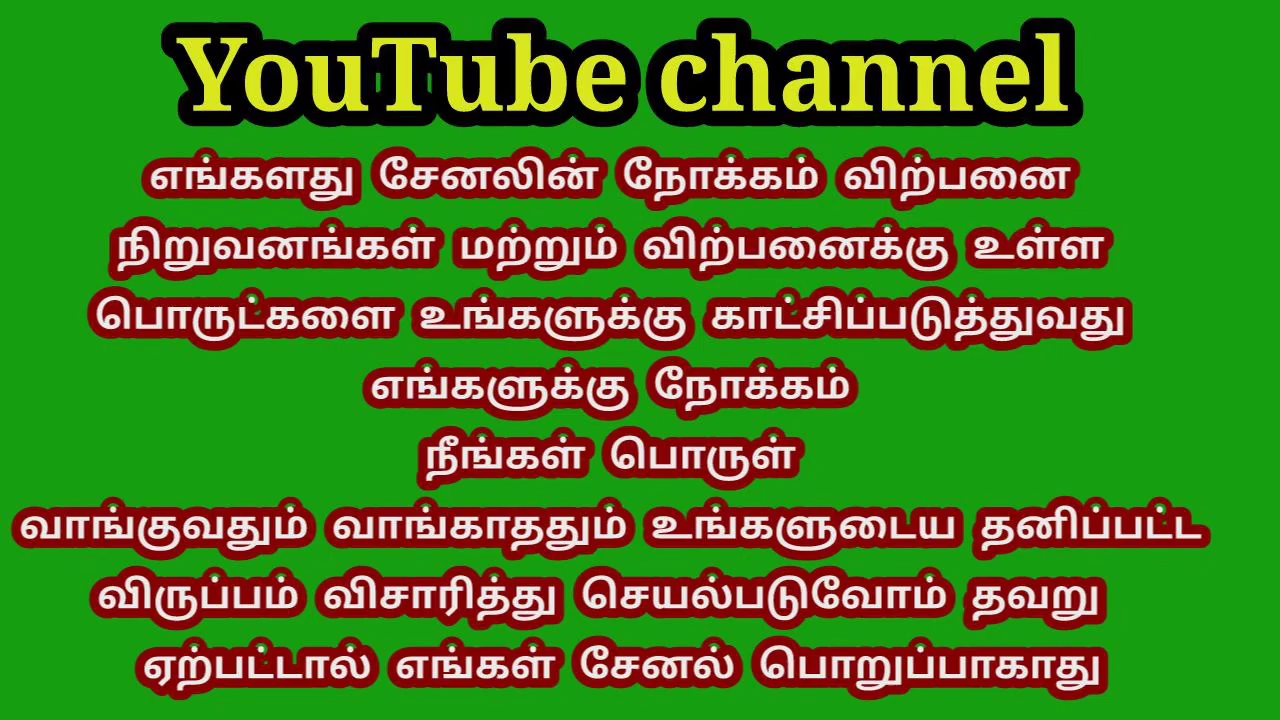 YouTube channel
எங்களது சேனலின் நோக்கம் விற்பனை
நிறுவனங்கள் மற்றும் விற்பனைக்கு உள்ள
பொருட்களை உங்களுக்கு காட்சிப்படுத்துவது
எங்களுக்கு நோக்கம்
நீங்கள் பொருள்
வாங்குவதும் வாங்காததும் உங்களுடைய தனிப்பட்ட
விருப்பம் விசாரித்து செயல்படுவோம் தவறு
ஏற்பட்டால் எங்கள் சேனல் பொறுப்பாகாது